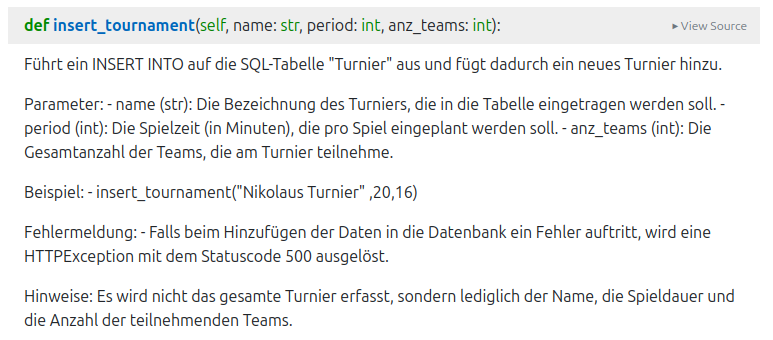 def insert_tournament(self, name: str, period: int, anz_teams: int):
▸ View Source
Führt ein INSERT INTO auf die SQL-Tabelle "Turnier" aus und fügt dadurch ein neues Turnier hinzu.
Parameter: - name (str): Die Bezeichnung des Turniers, die in die Tabelle eingetragen werden soll. -
period (int): Die Spielzeit (in Minuten), die pro Spiel eingeplant werden soll. - anz_teams (int): Die
Gesamtanzahl der Teams, die am Turnier teilnehme.
Beispiel: - insert_tournament("Nikolaus Turnier" ,20,16)
Fehlermeldung: - Falls beim Hinzufügen der Daten in die Datenbank ein Fehler auftritt, wird eine
HTTPException mit dem Statuscode 500 ausgelöst.
Hinweise: Es wird nicht das gesamte Turnier erfasst, sondern lediglich der Name, die Spieldauer und
die Anzahl der teilnehmenden Teams.